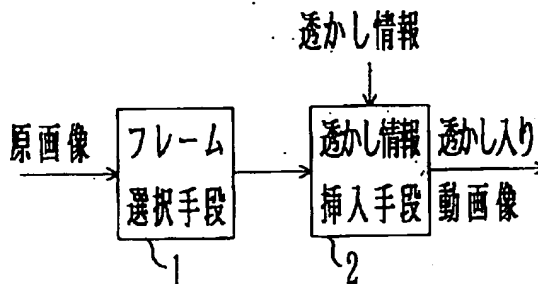 透かし情報
原画像
フレーム
選択手段
透かし情報
挿入手段
透かし入り
動画像
1
2